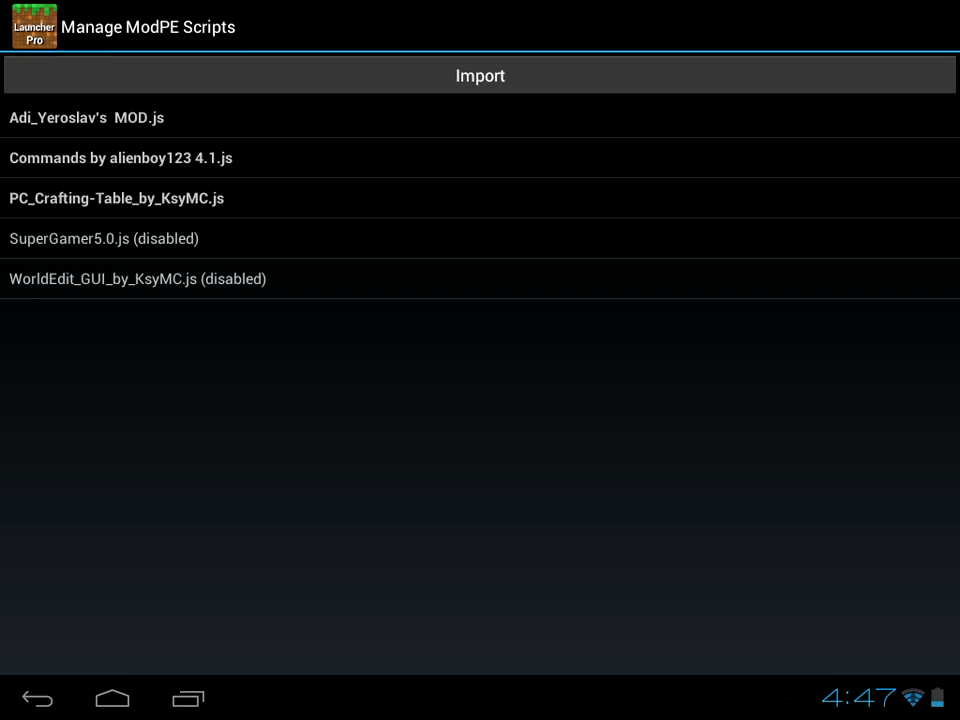 Launcher
Pro
Manage ModPE Scripts
Import
Adi_Yeroslav's  MOD.js
Commands by alienboy123 4.1.js
PC_Crafting-Table_by_KsyMC.js
SuperGamer5.0.js (disabled)
WorldEdit_GUI_by_KsyMC.js (disabled)
4:47